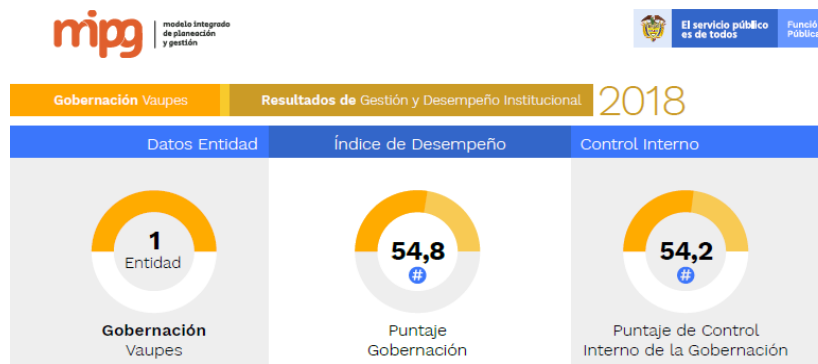 mipg
modelo integrado
de planeación
y gestión
El servicio público
es de todos
Función
Pública
Gobernación Vaupes
Resultados de Gestión y Desempeño Institucional
2018
Datos Entidad
Índice de Desempeño
Control Interno
1
Entidad
Gobernación
Vaupes
54,8
#
Puntaje
Gobernación
54,2
#
Puntaje de Control
Interno de la Gobernación